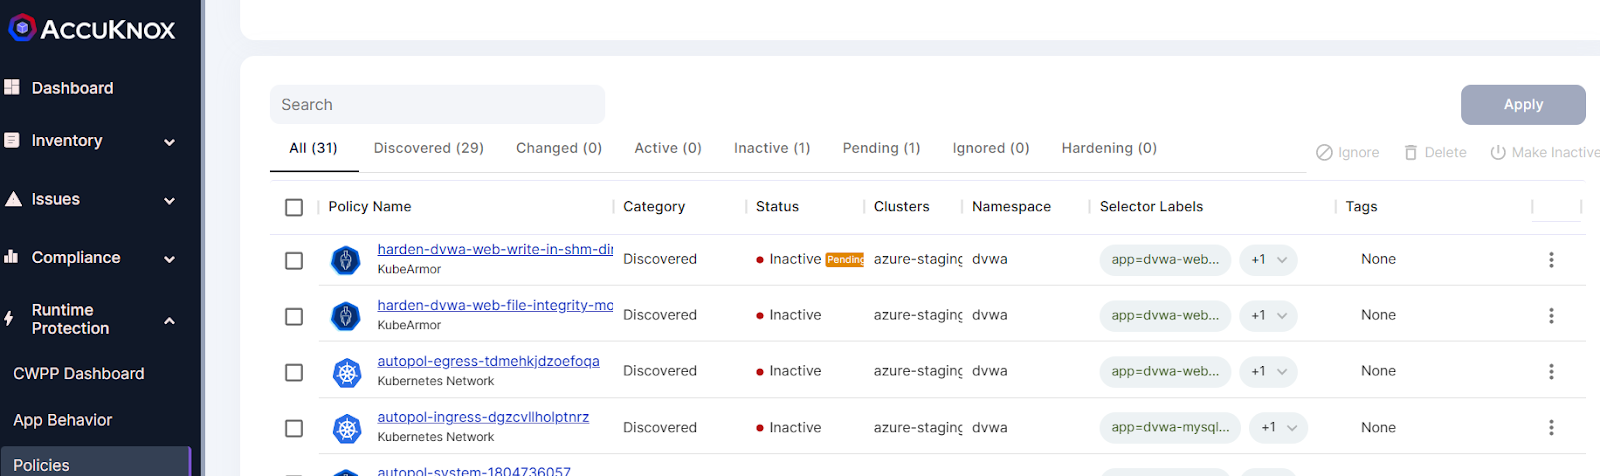 ACCUKNOX
Dashboard
Inventory
Issues
Compliance
Runtime
Protection
CWPP Dashboard
App Behavior
Policies
Search
Apply
All (31) Discovered (29) Changed (0) Active (0) Inactive (1) Pending (1) Ignored (0) Hardening (0)
Ignore Delete Make Inactive
Policy Name Category Status Clusters Namespace Selector Labels Tags
harden-dvwa-web-write-in-shm-dir Discovered Inactive Pending azure-staging dvwa app=dvwa-web... +1 None
KubeArmor
harden-dvwa-web-file-integrity-mo Discovered Inactive azure-staging dvwa app=dvwa-web... +1 None
KubeArmor
autopol-egress-tdmehkjdzoefoqa Discovered Inactive azure-staging dvwa app=dvwa-web... +1 None
Kubernetes Network
autopol-ingress-dgzcvllholptnrz Discovered Inactive azure-staging dvwa app=dvwa-mysql... +1 None
Kubernetes Network
autopol-system-1804736057